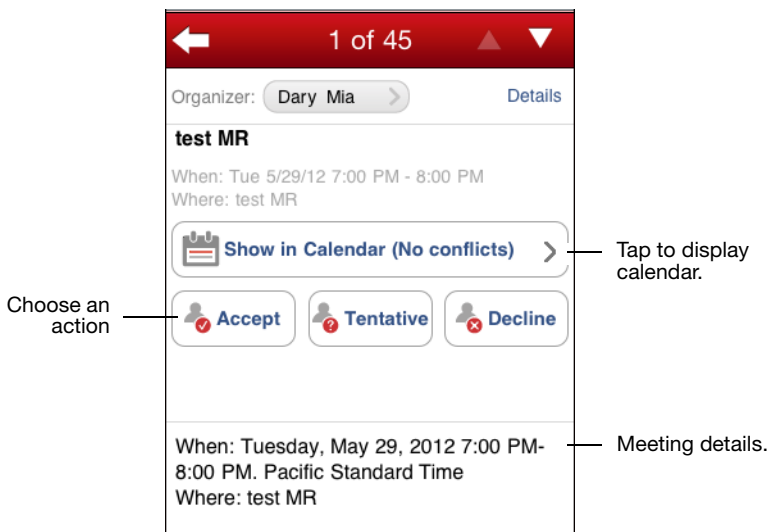 1 of 45
Organizer: Dary Mia Details
test MR
When: Tue 5/29/12 7:00 PM - 8:00 PM
Where: test MR
Show in Calendar (No conflicts)
Tap to display
calendar.
Choose an
action
Accept Tentative Decline
When: Tuesday, May 29, 2012 7:00 PM-
8:00 PM. Pacific Standard Time
Where: test MR
Meeting details.